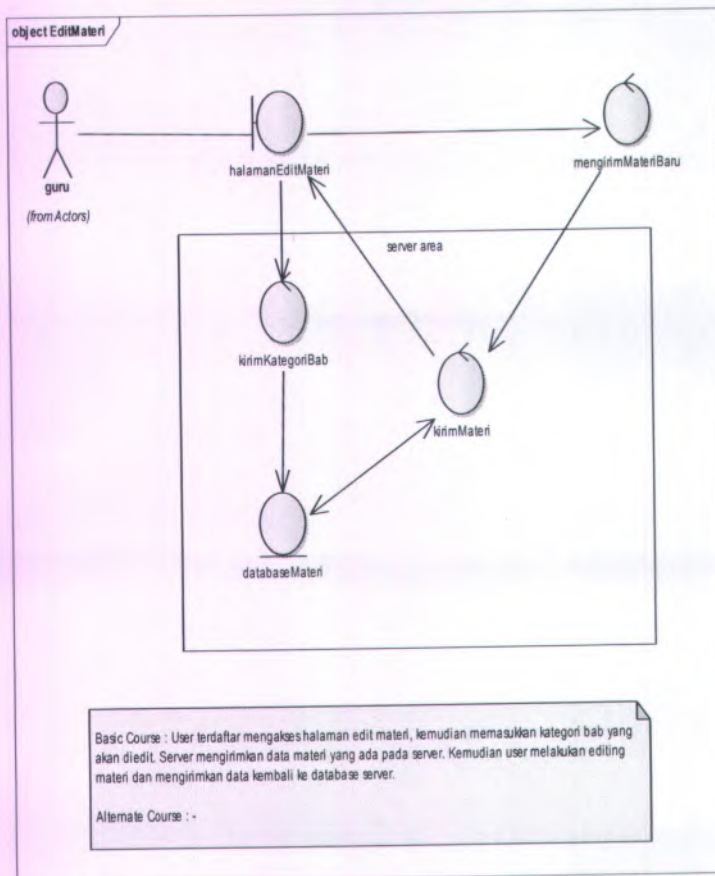 object EditMateri
guru
(from Actors)
halamanEditMateri
mengirimMateriBaru
server area
kirimKategoriBab
kirimMateri
databaseMateri
Basic Course : User terdaftar mengakses halaman edit materi, kemudian memasukkan kategori bab yang
akan diedit. Server mengirimkan data materi yang ada pada server. Kemudian user melakukan editing
materi dan mengirimkan data kembali ke database server.
Alternate Course : -